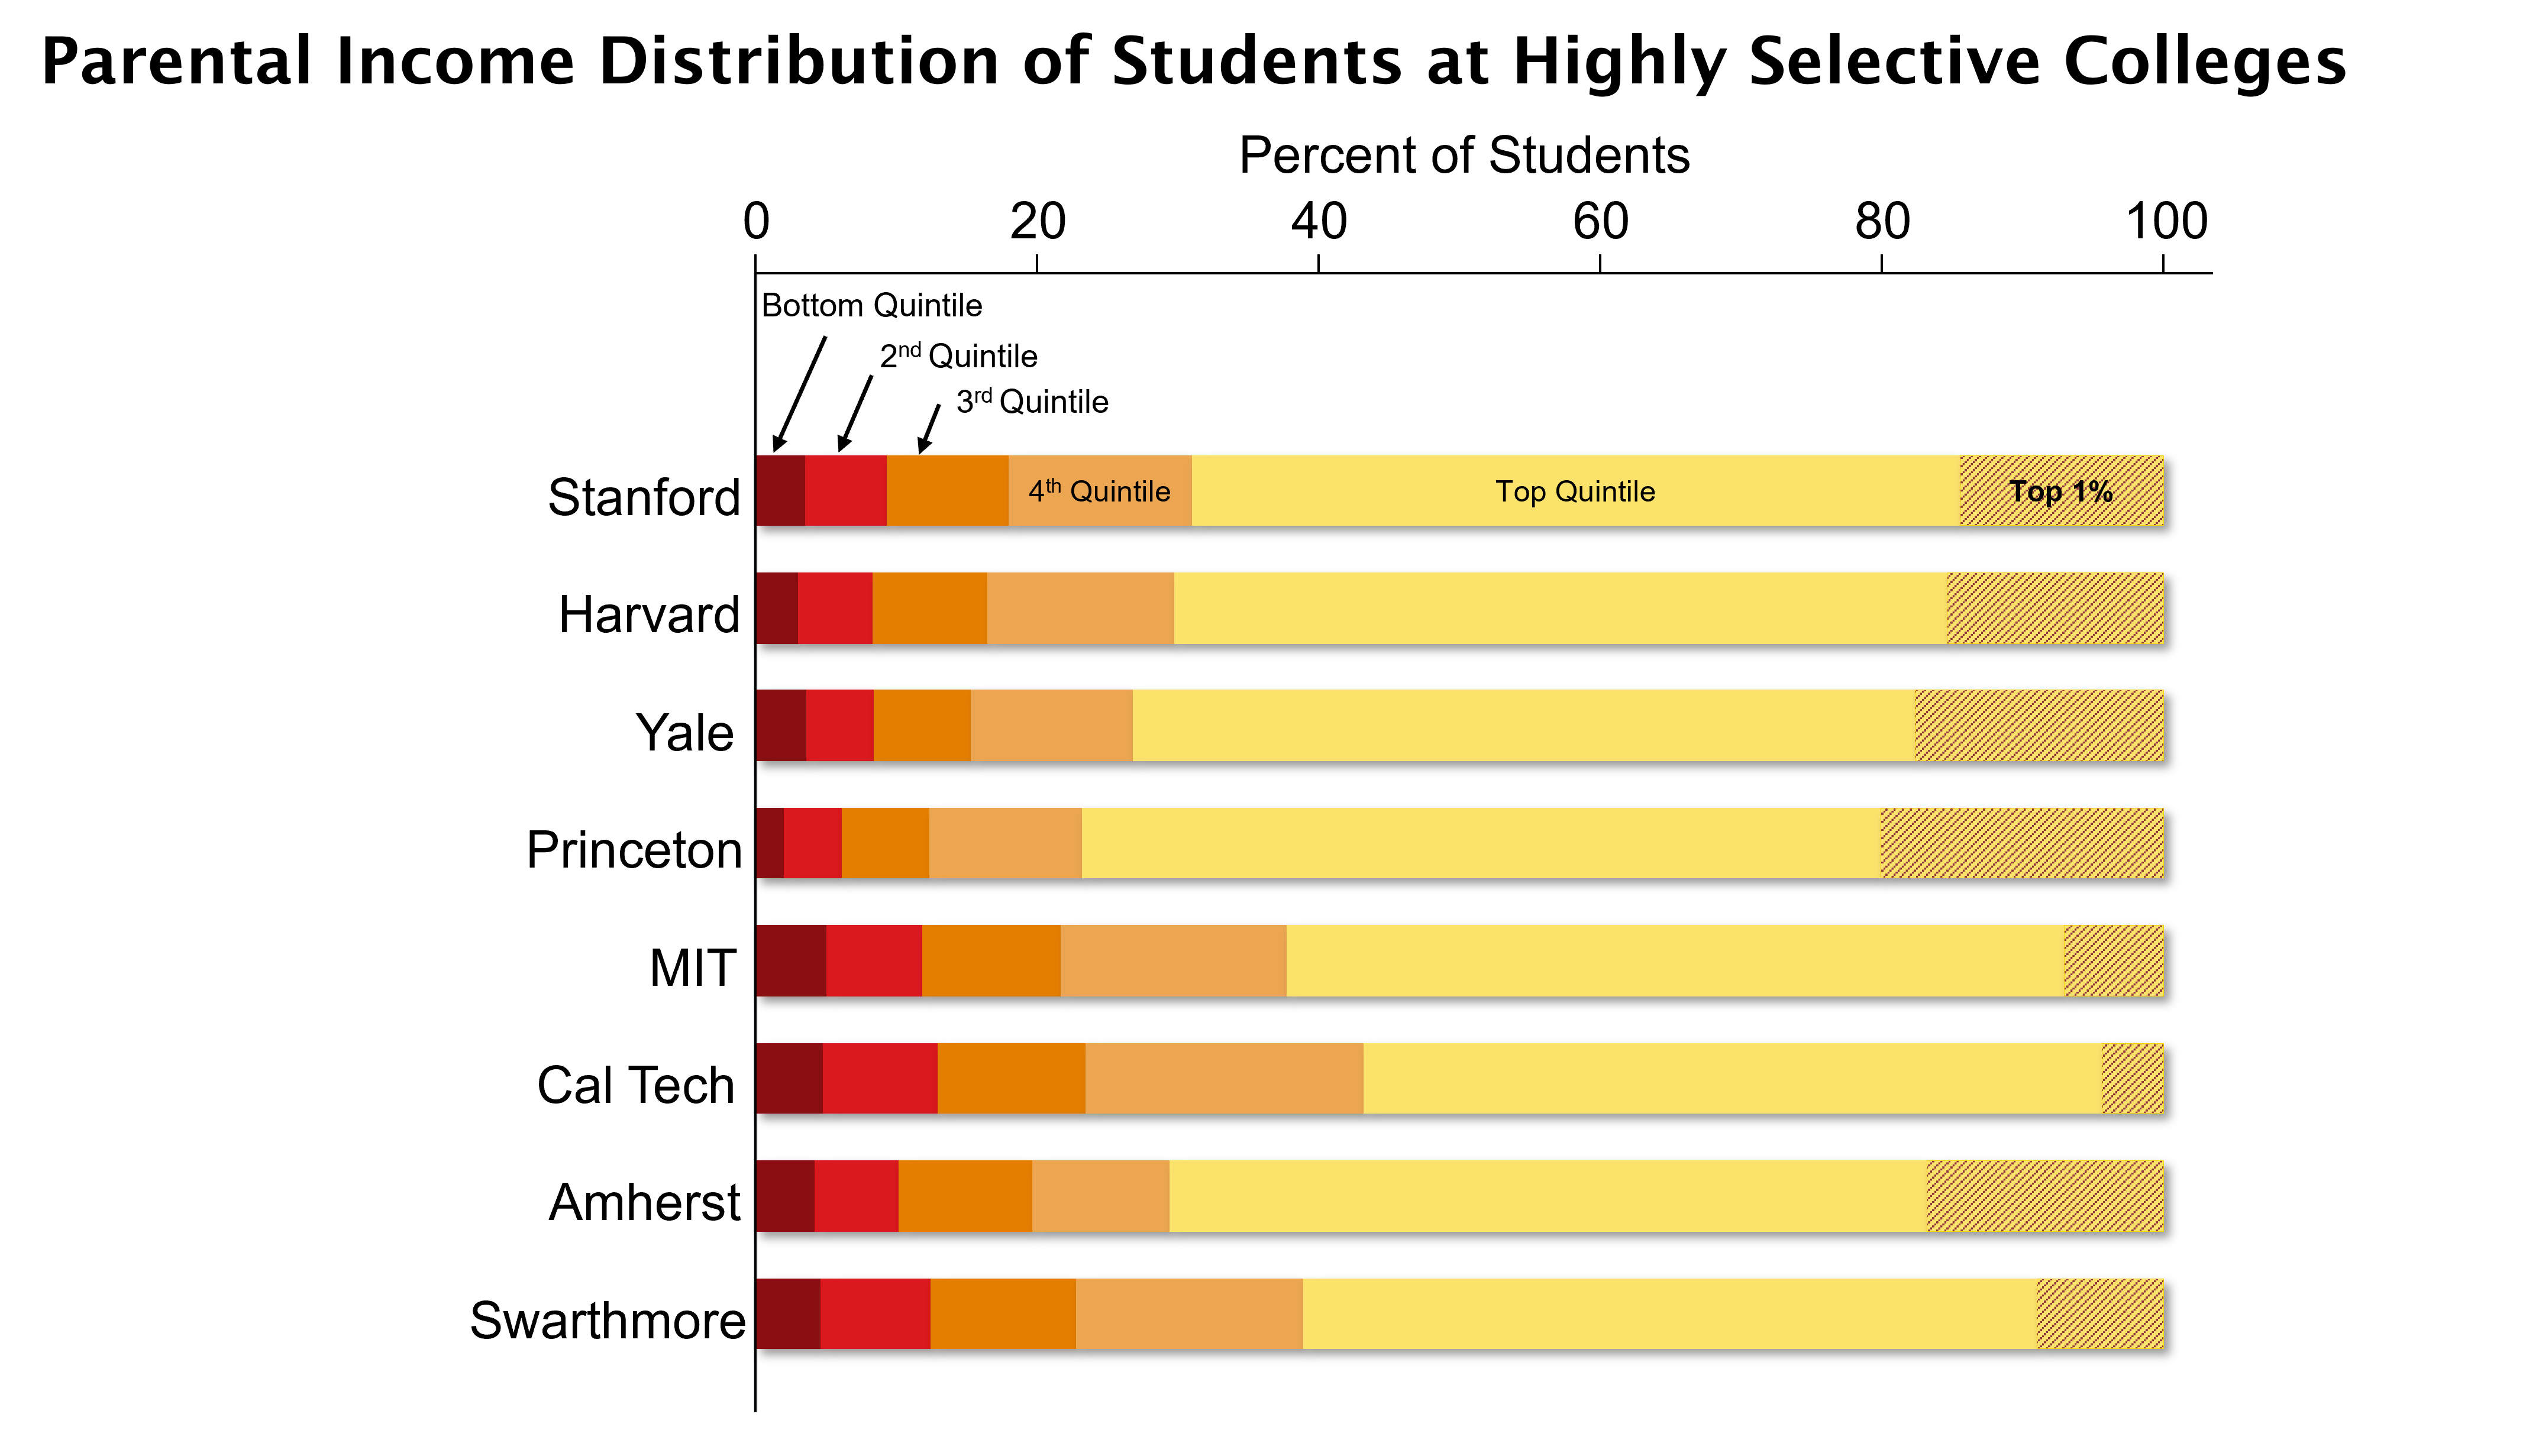 Parental Income Distribution of Students at Highly Selective Colleges
Percent of Students
0 20 40 60 80 100
Bottom Quintile
2nd Quintile
3rd Quintile
Stanford 4th Quintile Top Quintile Top 1%
Harvard
Yale
Princeton
MIT
Cal Tech
Amherst
Swarthmore